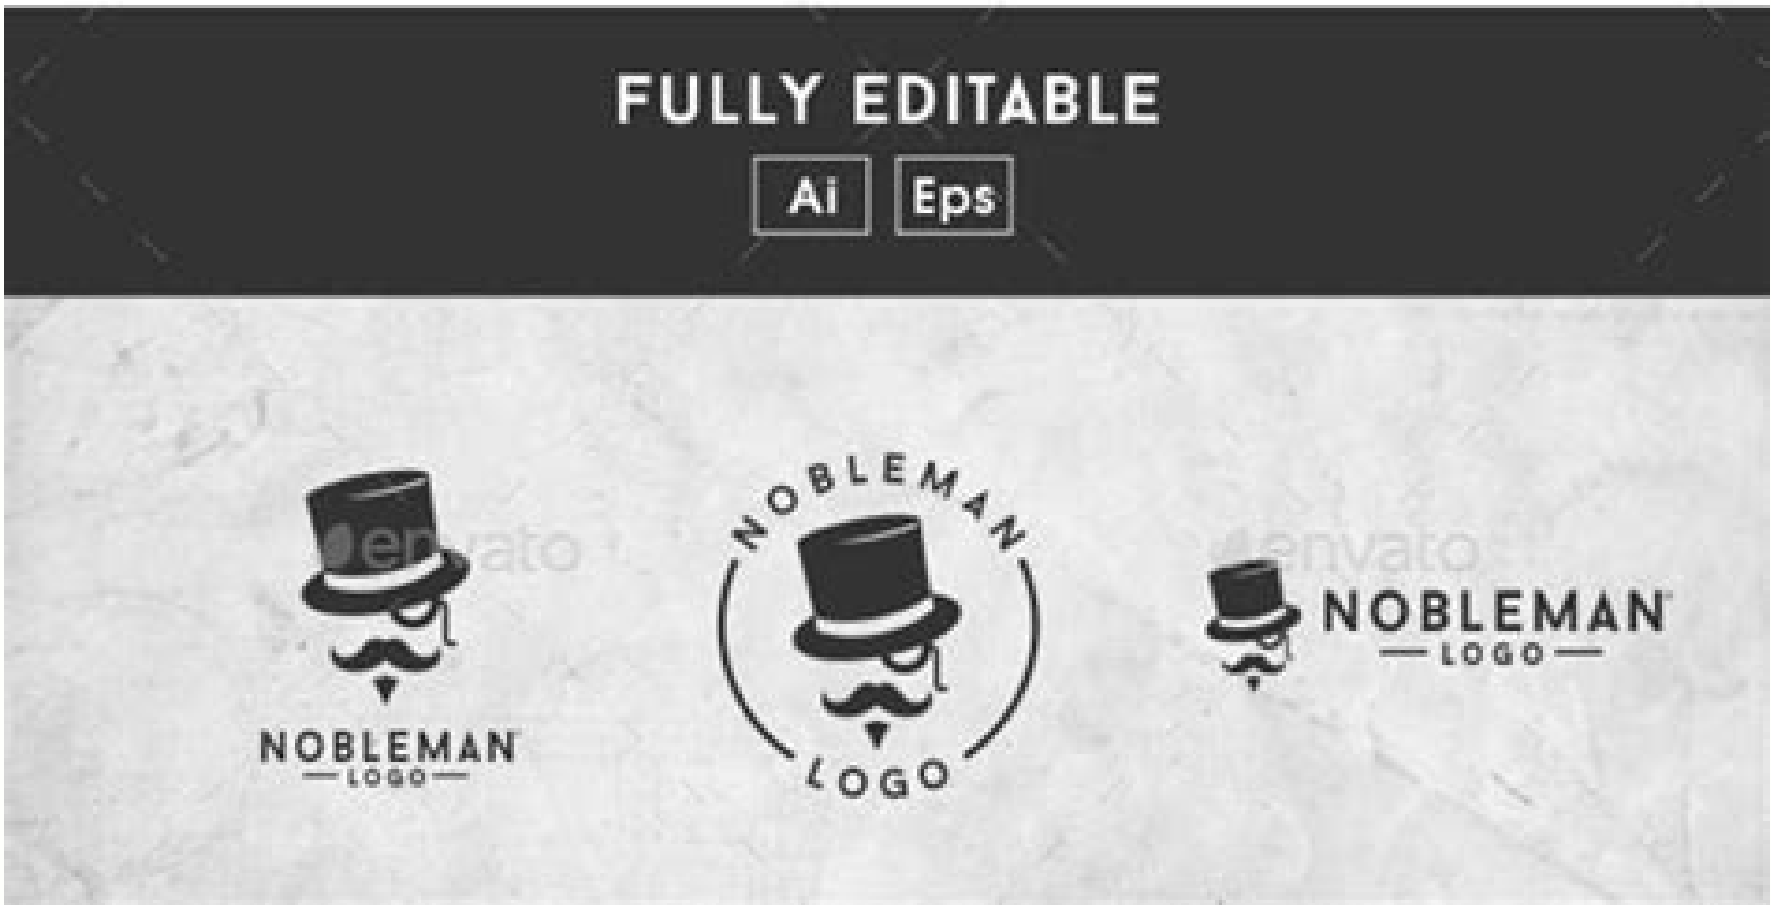 FULLY EDITABLE
Ai
Eps
envato
NOBLEMAN
LOGO
NOBLEMAN
LOGO
envato
NOBLEMAN
LOGO